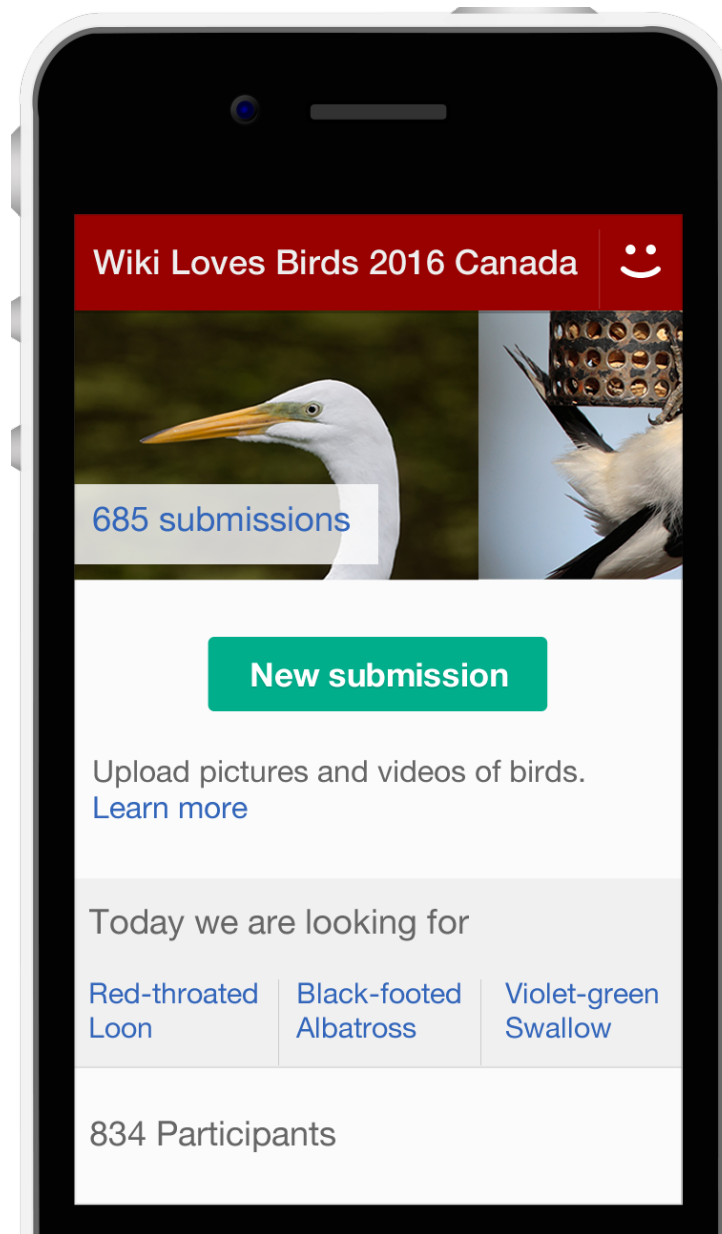 Wiki Loves Birds 2016 Canada
685 submissions
New submission
Upload pictures and videos of birds.
Learn more
Today we are looking for
Red-throated
Loon
Black-footed
Albatross
Violet-green
Swallow
834 Participants